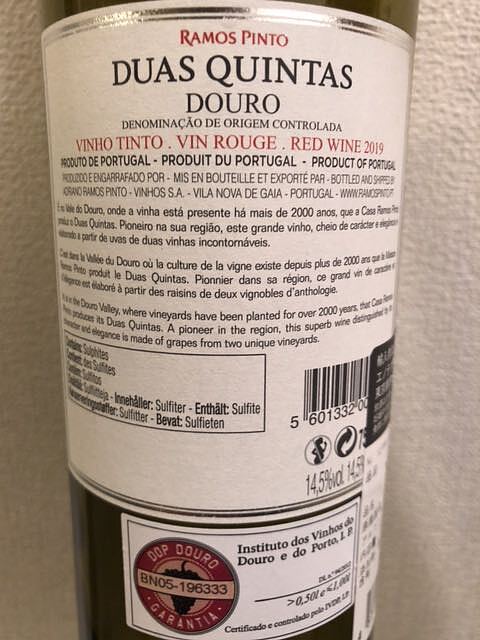 RAMOS PINTO
DUAS QUINTAS
DOURO
DENOMINAÇÃO DE ORIGEM CONTROLADA
VINHO TINTO . VIN ROUGE . RED WINE 2019
PRODUTO DE PORTUGAL - PRODUIT DU PORTUGAL - PRODUCT OF PORTUGAL
PRODUZIDO E ENGARRAFADO POR - MIS EN BOUTEILLE ET EXPORTÉ PAR - BOTTLED AND SHIPPED BY
ADRIANO RAMOS PINTO - VINHOS S.A. - VILA NOVA DE GAIA - PORTUGAL - WWW.RAMOSPINTO.PT
É no Vale do Douro, onde a vinha está presente há mais de 2000 anos, que a Casa Ramos Pinto
produz o Duas Quintas. Pioneiro na sua região, este grande vinho, cheio de carácter e elegância é
elaborado a partir de uvas de duas vinhas incontornáveis.
C'est dans la Vallée du Douro où la culture de la vigne existe depuis plus de 2000 ans que la Maison
Ramos Pinto produit le Duas Quintas. Pionnier dans sa région, ce grand vin de caractère et
d'élégance est élaboré à partir des raisins de deux vignobles d'anthologie.
It is in the Douro Valley, where vineyards have been planted for over 2000 years, that Casa Ramos
Pinto produces its Duas Quintas. A pioneer in the region, this superb wine distinguished by its
character and elegance is made of grapes from two unique vineyards.
Contains: Sulphites
Contient: des Sulfites
Contém: Sulfitos
Sisältää: Sulfiitteja - Innehåller: Sulfiter - Enthält: Sulfite
Konserveringsstoffer: Sulfitter - Bevat: Sulfieten
5 601332 00
14,5%vol. 14,5%
DOP DOURO
BN05-196333
GARANTIA
Instituto dos Vinhos do
Douro e do Porto, I. P.
>0,50l e ≤1,00l
Certificado e controlado pelo IVDP, I.P.